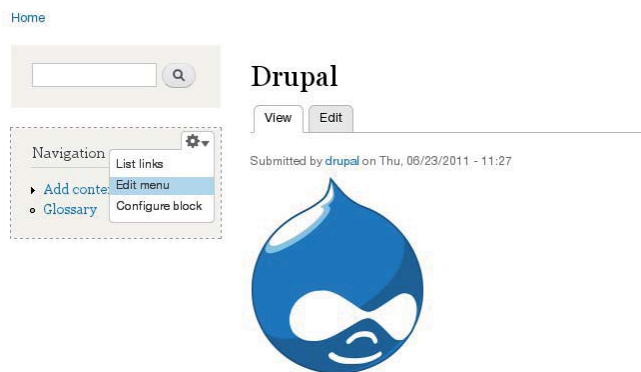 Home
Drupal
View Edit
Submitted by drupal on Thu, 06/23/2011 - 11:27
Navigation
List links
Edit menu
Configure block
Add conte
Glossary